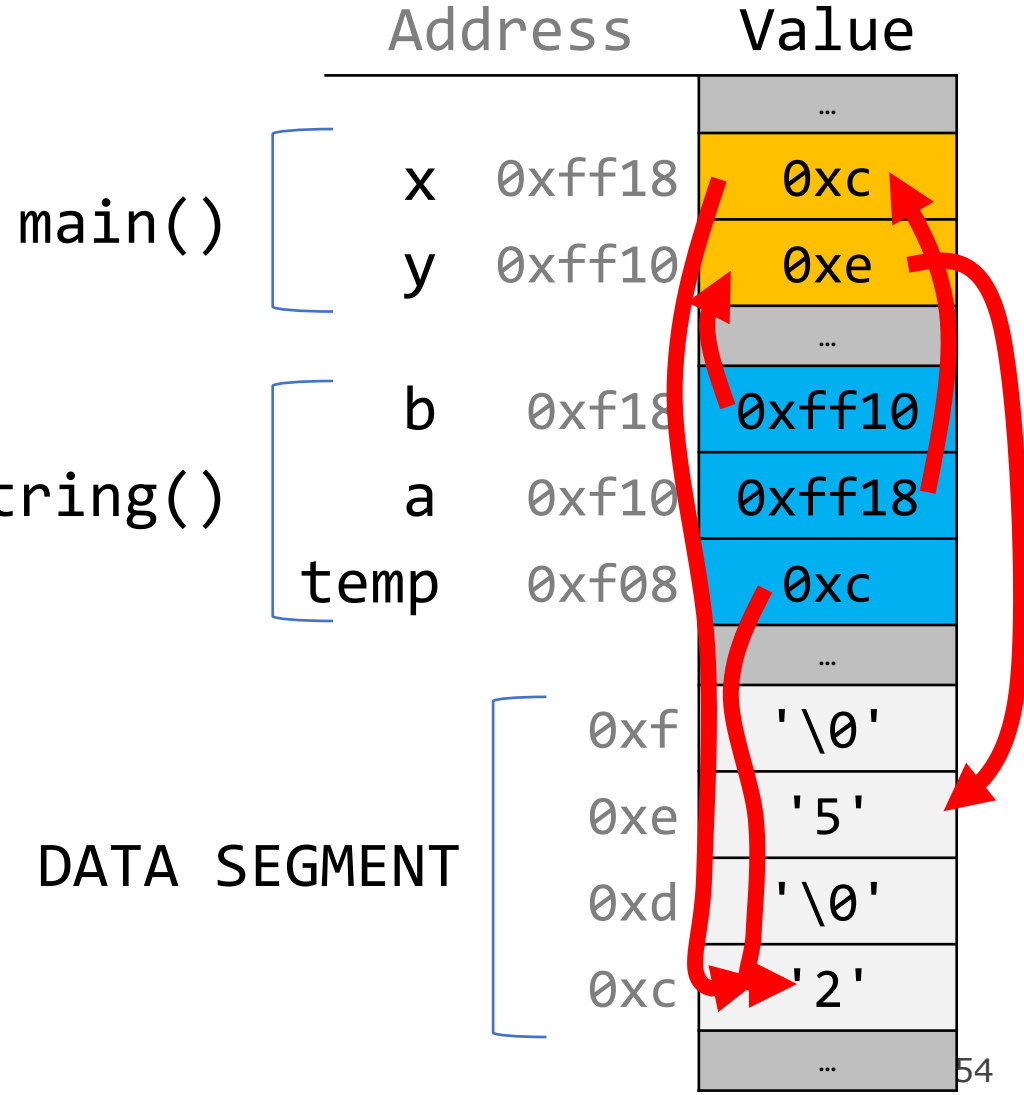 Address Value
…
x 0xff18 0xc
main()
y 0xff10 0xe
…
b 0xf18 0xff10
tring() a 0xf10 0xff18
temp 0xf08 0xc
…
0xf '\0'
0xe '5'
DATA SEGMENT
0xd '\0'
0xc '2'
…
54